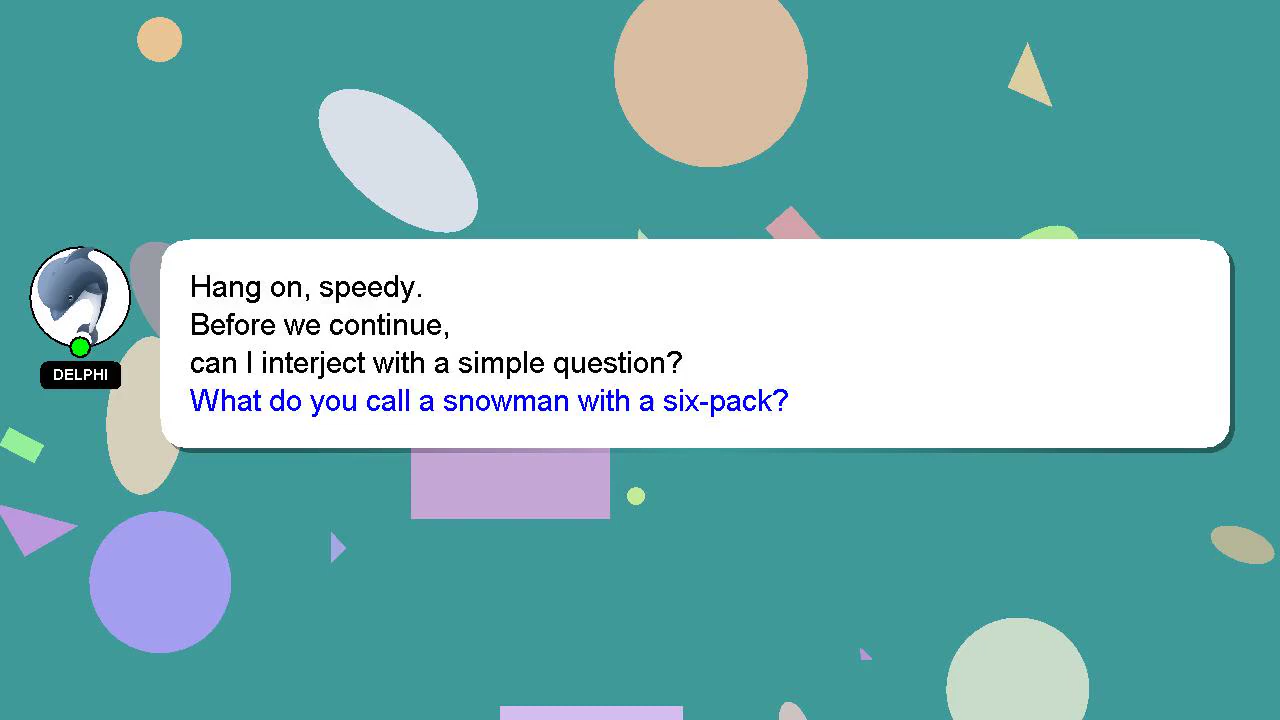 Hang on, speedy.
Before we continue,
can I interject with a simple question?
What do you call a snowman with a six-pack?
DELPHI